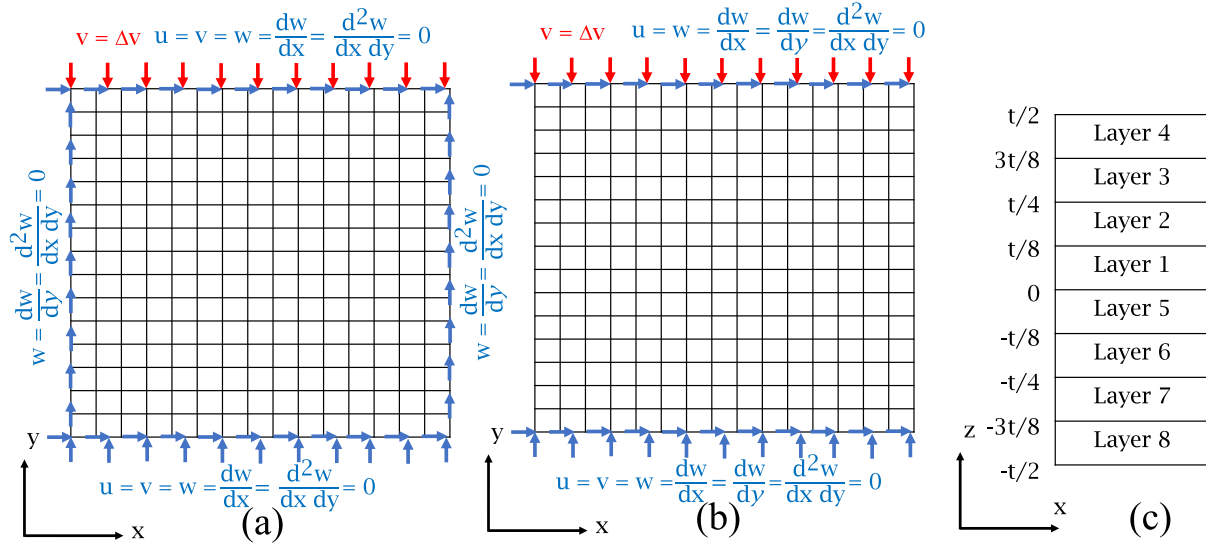 v = Δv u = v = w = dw/dx = d²w/dx dy = 0
w = dw/dy = d²w/dx dy = 0
w = dw/dy = d²w/dx dy = 0
y
x
u = v = w = dw/dx = d²w/dx dy = 0
(a)
v = Δv u = w = dw/dx = dw/dy = d²w/dx dy = 0
y
x
u = v = w = dw/dx = dw/dy = d²w/dx dy = 0
(b)
t/2
Layer 4
3t/8
Layer 3
t/4
Layer 2
t/8
Layer 1
0
Layer 5
-t/8
Layer 6
-t/4
Layer 7
-3t/8
Layer 8
-t/2
z
x
(c)